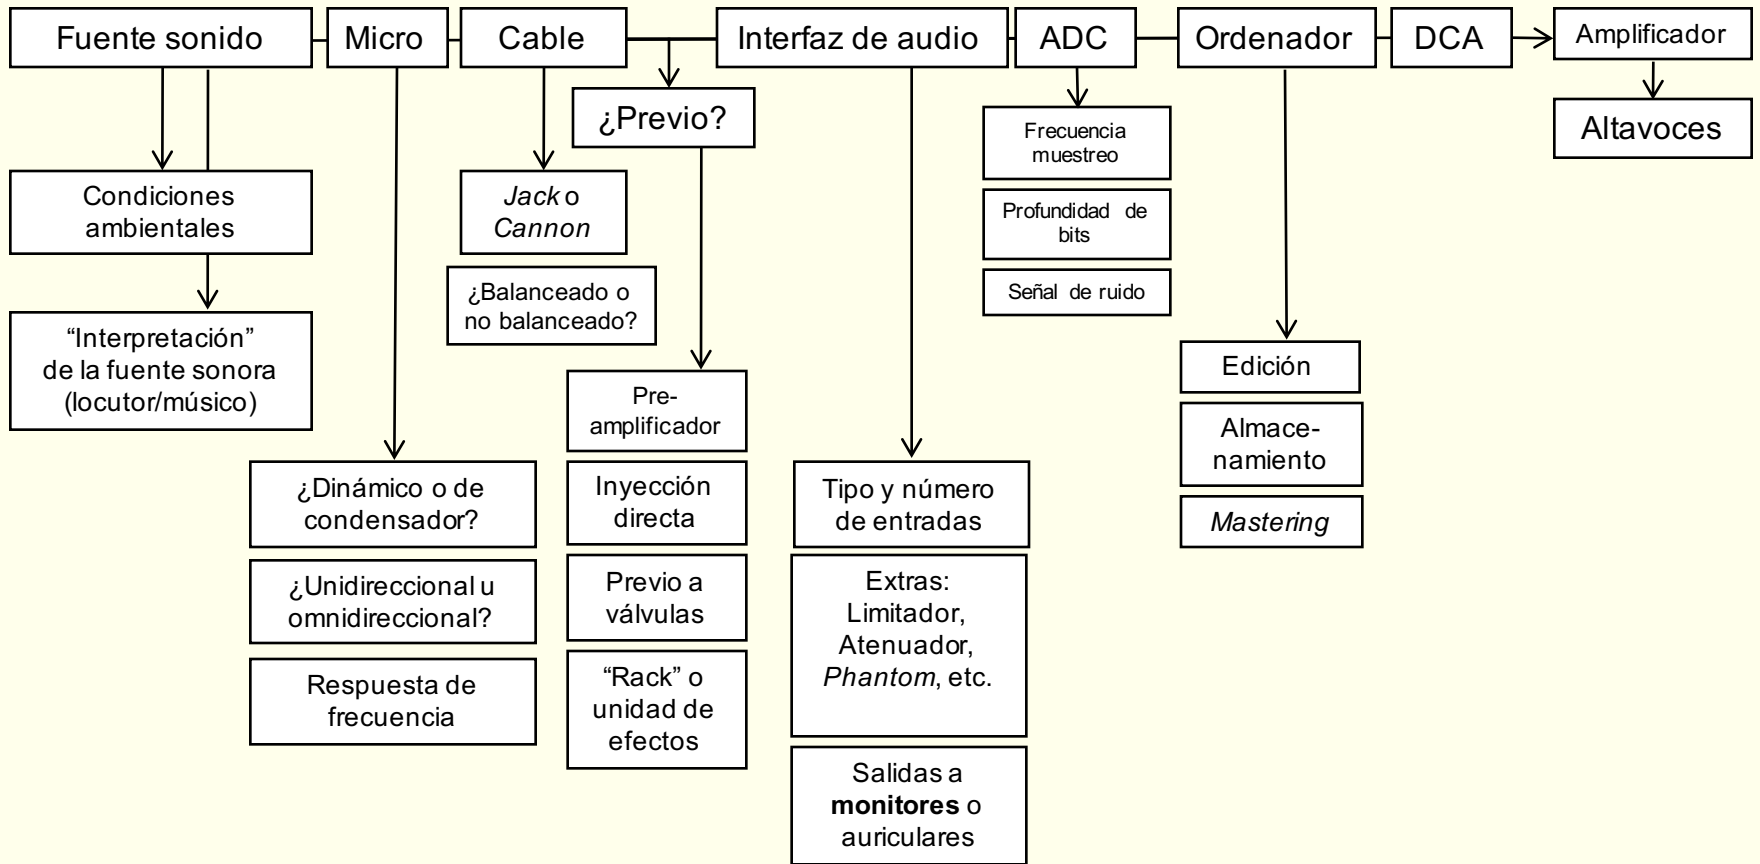 Fuente sonido
Micro
Cable
Interfaz de audio
ADC
Ordenador
DCA
Amplificador
Altavoces
¿Previo?
Condiciones
ambientales
“Interpretación”
de la fuente sonora
(locutor/músico)
¿Dinámico o de
condensador?
¿Unidireccional u
omnidireccional?
Respuesta de
frecuencia
Jack o
Cannon
¿Balanceado o
no balanceado?
Pre-
amplificador
Inyección
directa
Previo a
válvulas
“Rack” o
unidad de
efectos
Tipo y número
de entradas
Extras:
Limitador,
Atenuador,
Phantom, etc.
Salidas a
monitores o
auriculares
Frecuencia
muestreo
Profundidad de
bits
Señal de ruido
Edición
Almace-
namiento
Mastering